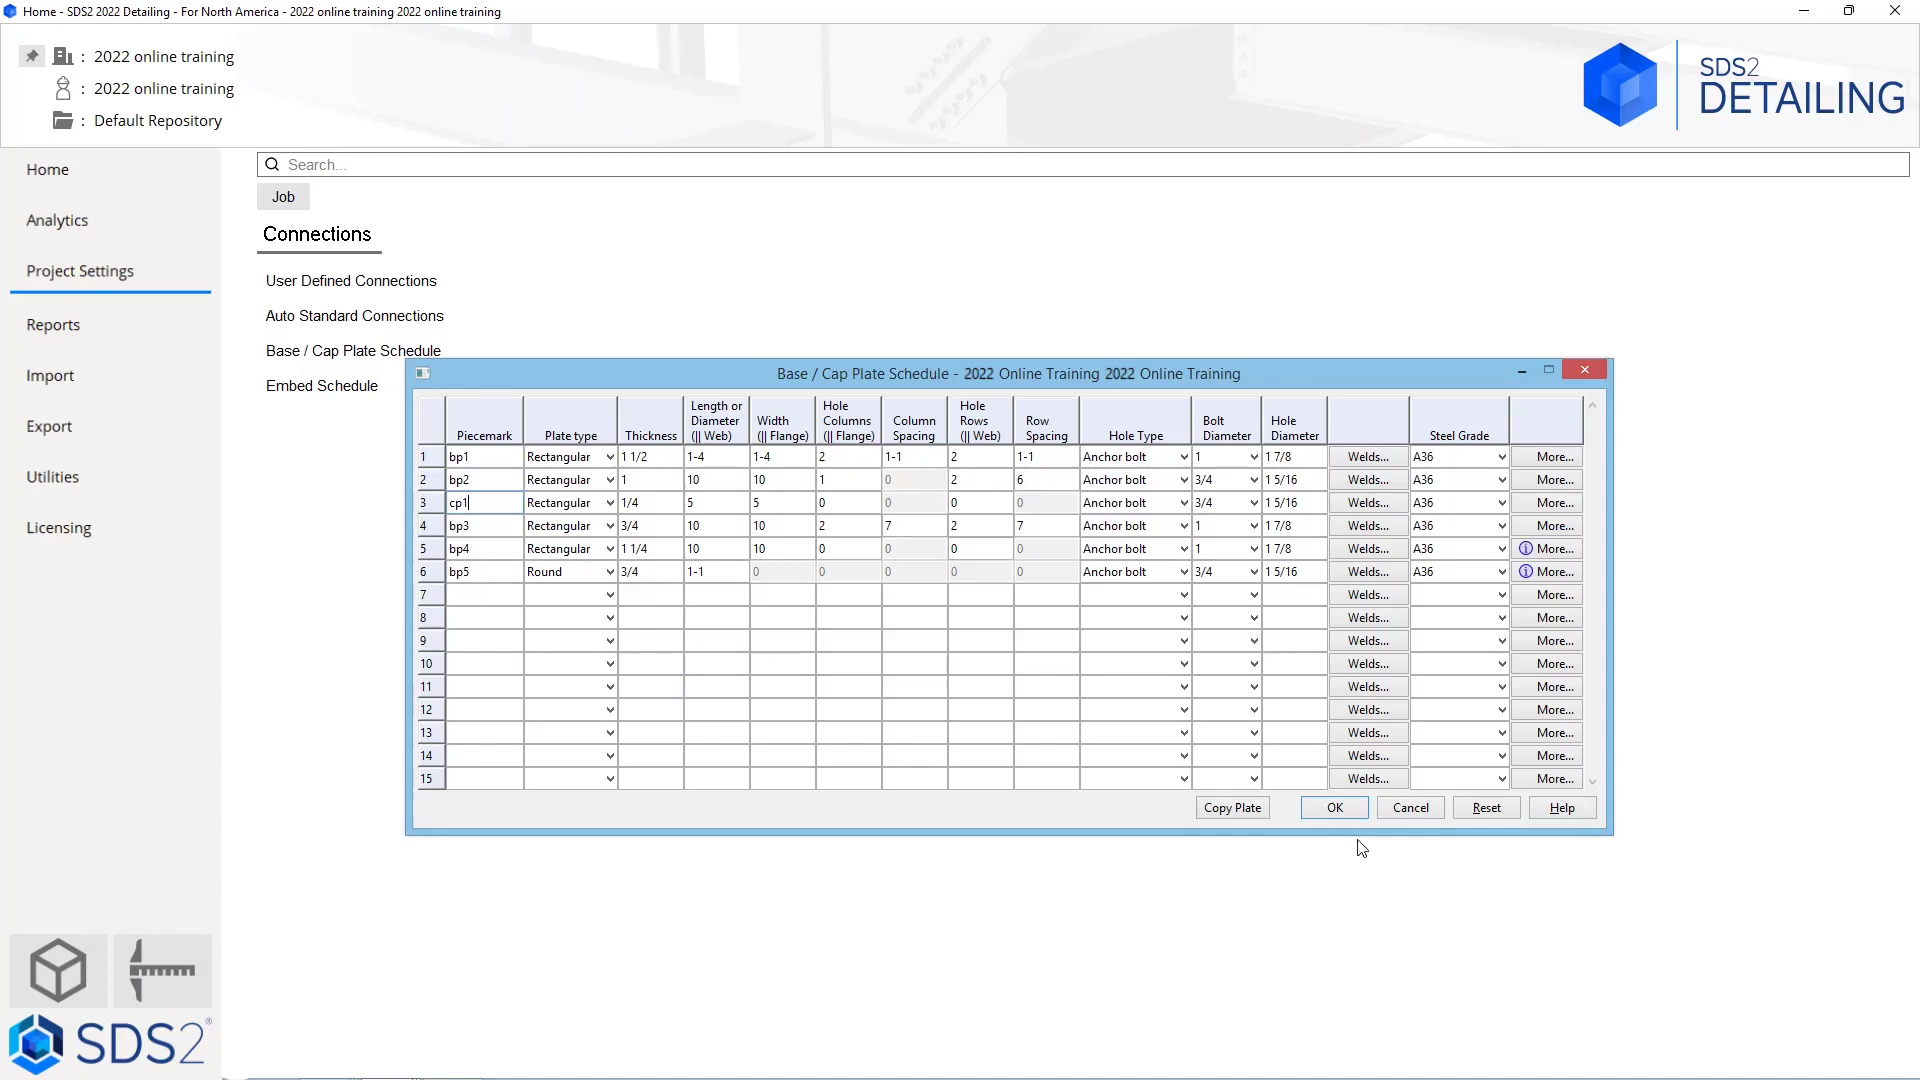 Home - SDS2 2022 Detailing - For North America - 2022 online training 2022 online training
: 2022 online training
: 2022 online training
: Default Repository
SDS2
DETAILING
Home
Analytics
Project Settings
Reports
Import
Export
Utilities
Licensing
Search...
Job
Connections
User Defined Connections
Auto Standard Connections
Base / Cap Plate Schedule
Embed Schedule
Base / Cap Plate Schedule - 2022 Online Training 2022 Online Training
Piecemark Plate type Thickness Length or Diameter (|| Web) Width (|| Flange) Hole Columns (|| Flange) Column Spacing Hole Rows (|| Web) Row Spacing Hole Type Bolt Diameter Hole Diameter Steel Grade
1 bp1 Rectangular 1 1/2 1-4 1-4 2 1-1 2 1-1 Anchor bolt 1 1 7/8 Welds... A36 More...
2 bp2 Rectangular 1 10 10 1 0 2 6 Anchor bolt 3/4 1 5/16 Welds... A36 More...
3 cp1 Rectangular 1/4 5 5 0 0 0 0 Anchor bolt 3/4 1 5/16 Welds... A36 More...
4 bp3 Rectangular 3/4 10 10 2 7 2 7 Anchor bolt 1 1 7/8 Welds... A36 More...
5 bp4 Rectangular 1 1/4 10 10 0 0 0 0 Anchor bolt 1 1 7/8 Welds... A36 More...
6 bp5 Round 3/4 1-1 0 0 0 0 0 Anchor bolt 3/4 1 5/16 Welds... A36 More...
7 Welds... More...
8 Welds... More...
9 Welds... More...
10 Welds... More...
11 Welds... More...
12 Welds... More...
13 Welds... More...
14 Welds... More...
15 Welds... More...
Copy Plate OK Cancel Reset Help
SDS2®